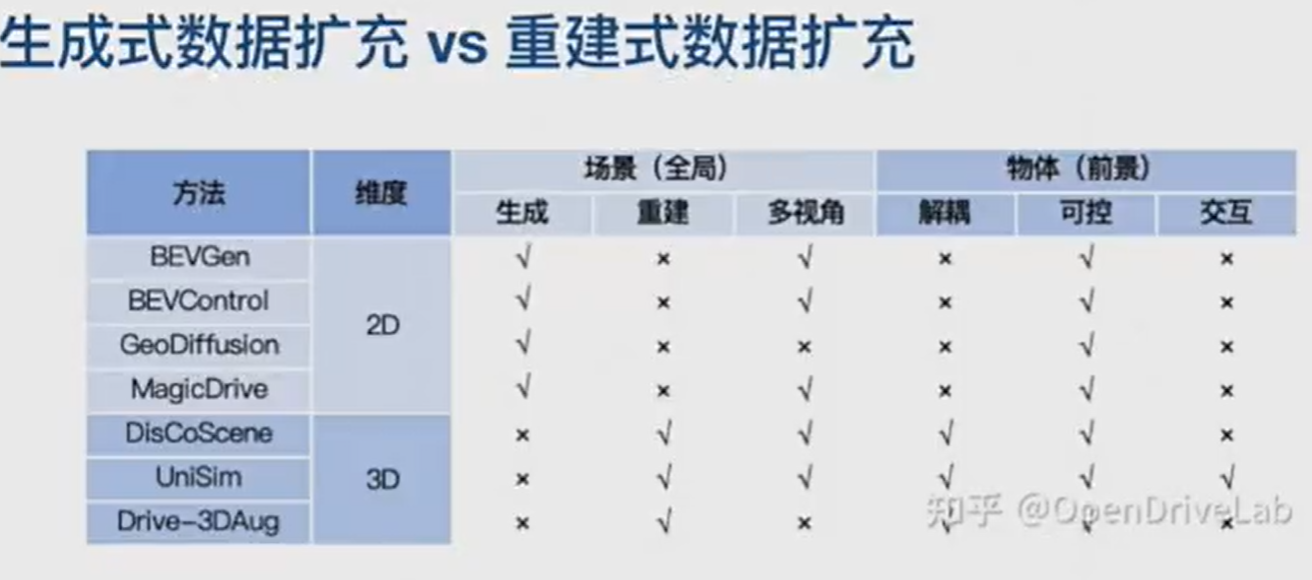 生成式数据扩充 vs 重建式数据扩充
方法 维度 场景（全局） 物体（前景）
生成 重建 多视角 解耦 可控 交互
BEVGen 2D √ × √ × √ ×
BEVControl √ × √ × √ ×
GeoDiffusion √ × × × √ ×
MagicDrive √ × √ × √ ×
DisCoScene 3D × √ √ √ √ ×
UniSim × √ √ √ √ √
Drive-3DAug × √ × √ √ ×
知乎 @OpenDriveLab